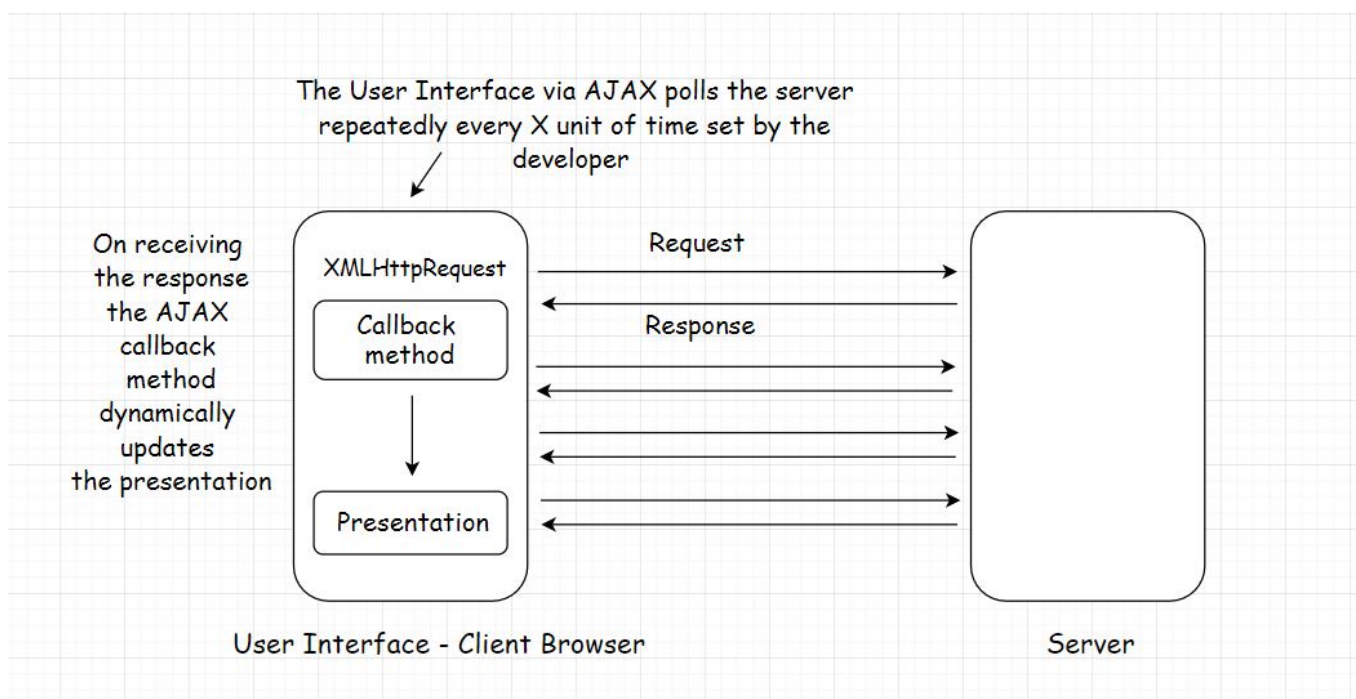 The User Interface via AJAX polls the server
repeatedly every X unit of time set by the
developer
On receiving
the response
the AJAX
callback
method
dynamically
updates
the presentation
XMLHttpRequest
Callback
method
Presentation
Request
Response
User Interface - Client Browser
Server